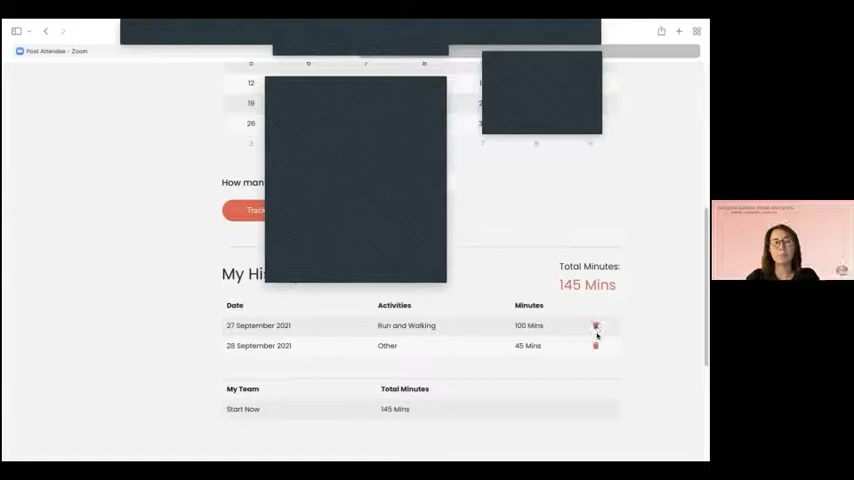 Post Attendee - Zoom
5 6 7 8
12
19
26
3 7 8 9
How man
Track
My His
Total Minutes:
145 Mins
Date Activities Minutes
27 September 2021 Run and Walking 100 Mins
28 September 2021 Other 45 Mins
My Team Total Minutes
Start Now 145 Mins